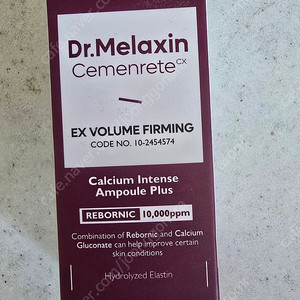 Dr.Melaxin
Cemenrete CX
EX VOLUME FIRMING
CODE NO. 10-2454574
Calcium Intense
Ampoule Plus
REBORNIC 10,000ppm
Combination of Rebornic and Calcium
Gluconate can help improve certain
skin conditions
Hydrolyzed Elastin